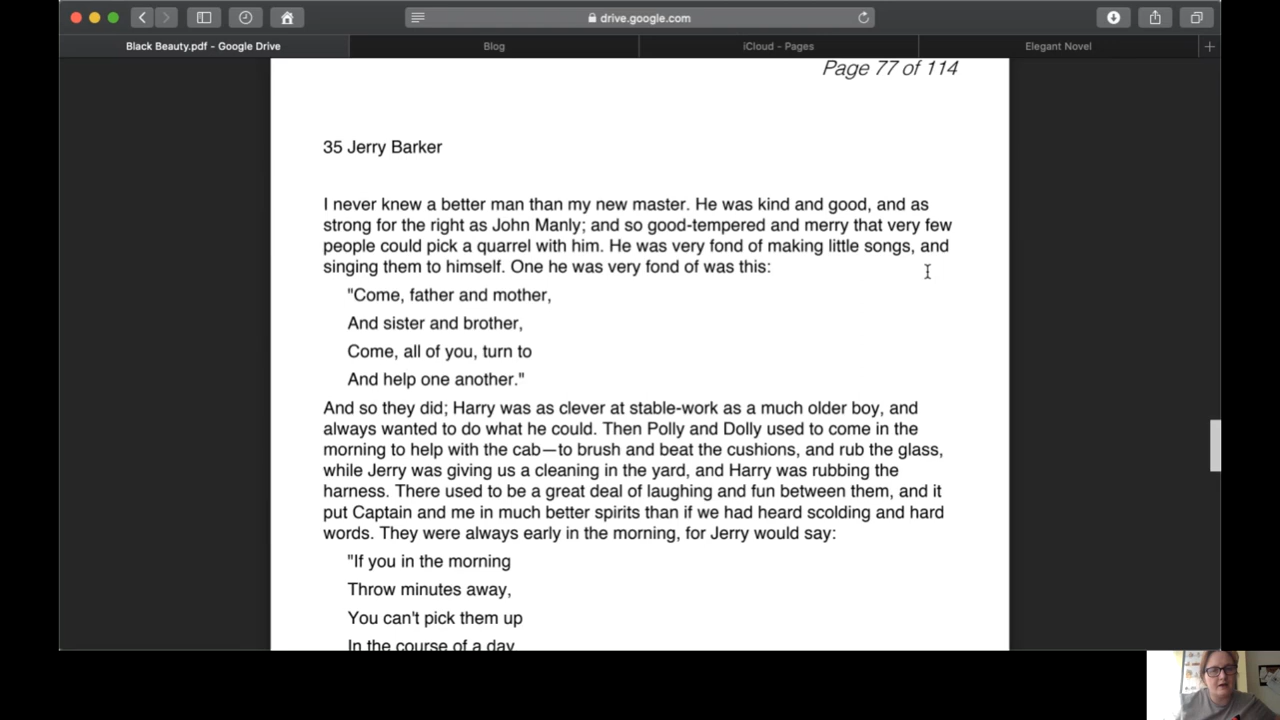 drive.google.com
Black Beauty.pdf - Google Drive
Blog
iCloud - Pages
Elegant Novel
Page 77 of 114
35 Jerry Barker
I never knew a better man than my new master. He was kind and good, and as
strong for the right as John Manly; and so good-tempered and merry that very few
people could pick a quarrel with him. He was very fond of making little songs, and
singing them to himself. One he was very fond of was this:
"Come, father and mother,
And sister and brother,
Come, all of you, turn to
And help one another."
And so they did; Harry was as clever at stable-work as a much older boy, and
always wanted to do what he could. Then Polly and Dolly used to come in the
morning to help with the cab—to brush and beat the cushions, and rub the glass,
while Jerry was giving us a cleaning in the yard, and Harry was rubbing the
harness. There used to be a great deal of laughing and fun between them, and it
put Captain and me in much better spirits than if we had heard scolding and hard
words. They were always early in the morning, for Jerry would say:
"If you in the morning
Throw minutes away,
You can't pick them up
In the course of a day